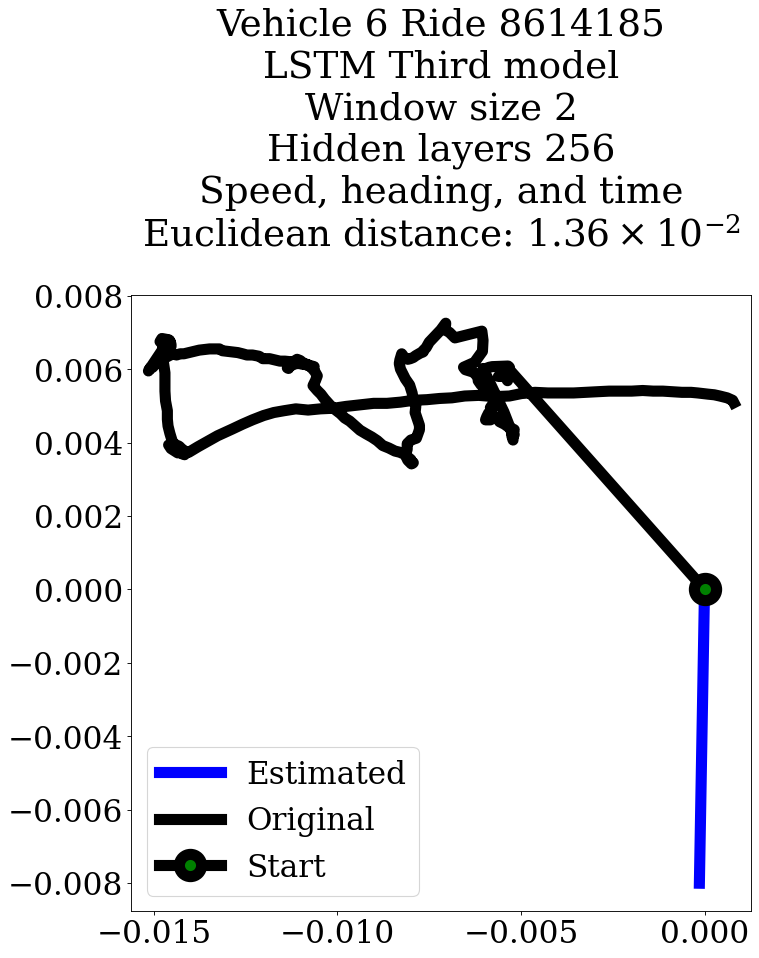 Vehicle 6 Ride 8614185
LSTM Third model
Window size 2
Hidden layers 256
Speed, heading, and time
Euclidean distance: 1.36 × 10⁻²
0.008
0.006
0.004
0.002
0.000
−0.002
−0.004
−0.006
−0.008
Estimated
Original
Start
−0.015 −0.010 −0.005 0.000